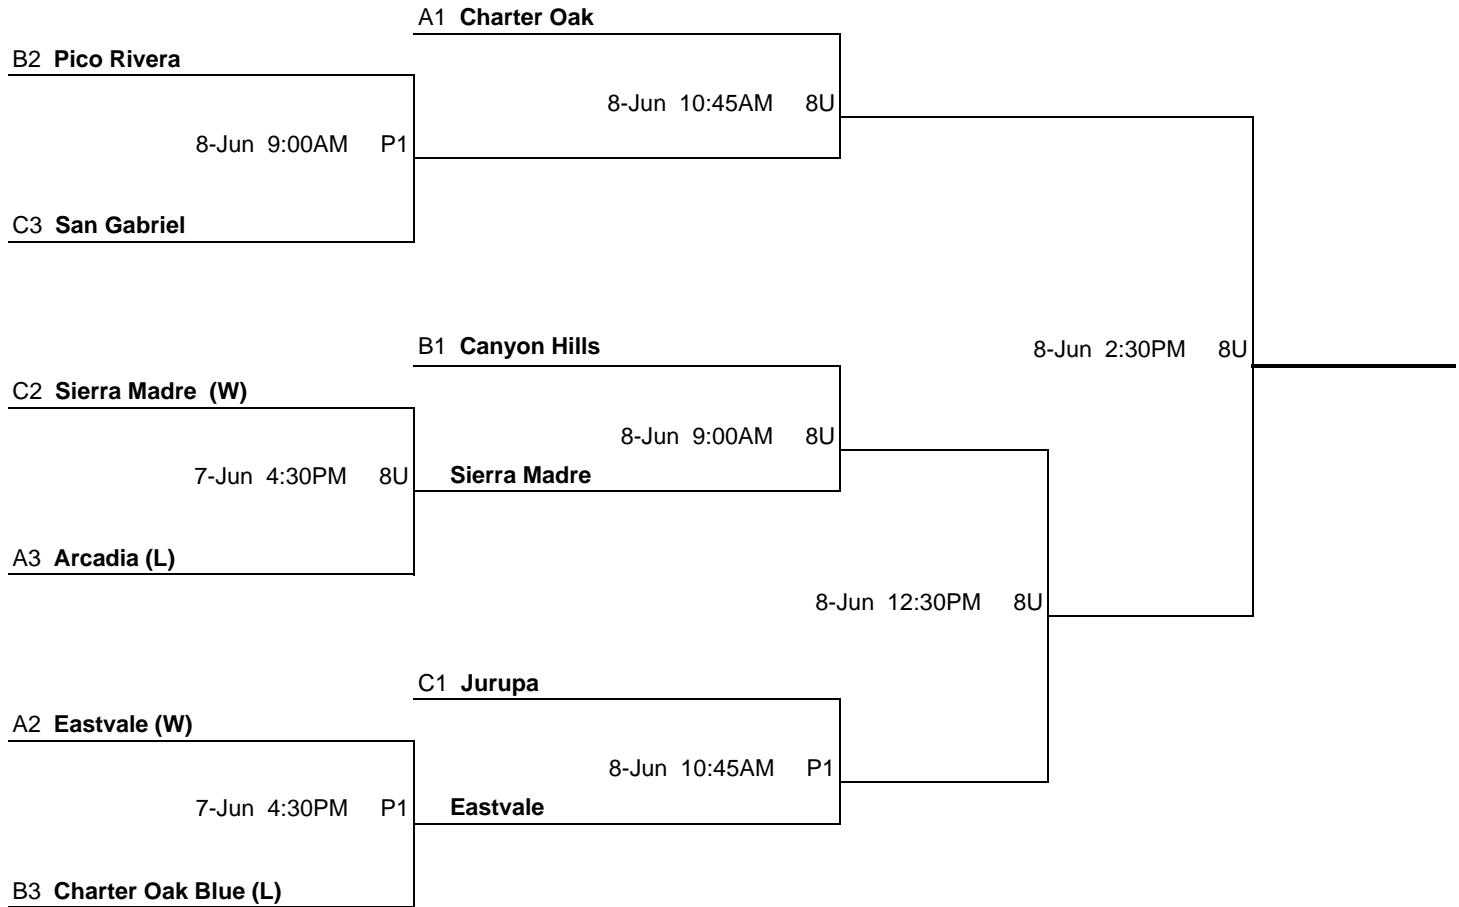 A1 Charter Oak
B2 Pico Rivera
8-Jun 10:45AM 8U
8-Jun 9:00AM P1
C3 San Gabriel
B1 Canyon Hills
8-Jun 2:30PM 8U
C2 Sierra Madre (W)
8-Jun 9:00AM 8U
7-Jun 4:30PM 8U
Sierra Madre
A3 Arcadia (L)
8-Jun 12:30PM 8U
C1 Jurupa
A2 Eastvale (W)
8-Jun 10:45AM P1
7-Jun 4:30PM P1
Eastvale
B3 Charter Oak Blue (L)